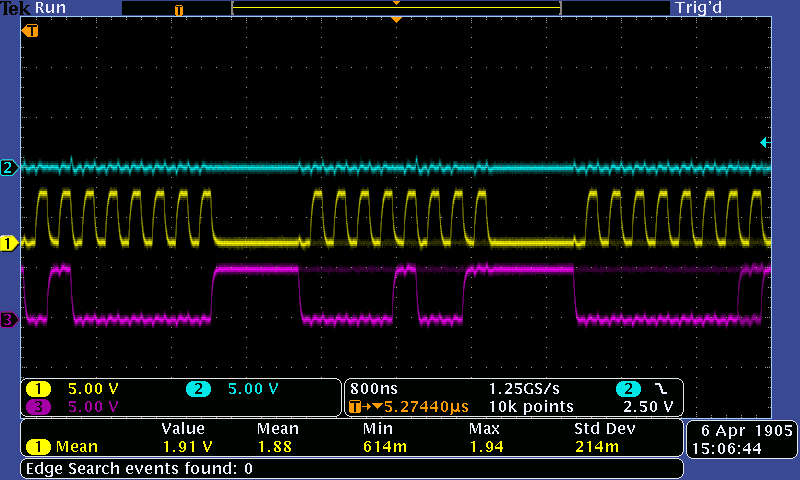 Tek Run Trig'd
T
T
2
1
3
1 5.00 V 2 5.00 V
3 5.00 V
800ns 1.25GS/s 2
T→▼5.27440µs 10k points 2.50 V
Value Mean Min Max Std Dev
1 Mean 1.91 V 1.88 614m 1.94 214m
6 Apr 1905
15:06:44
Edge Search events found: 0